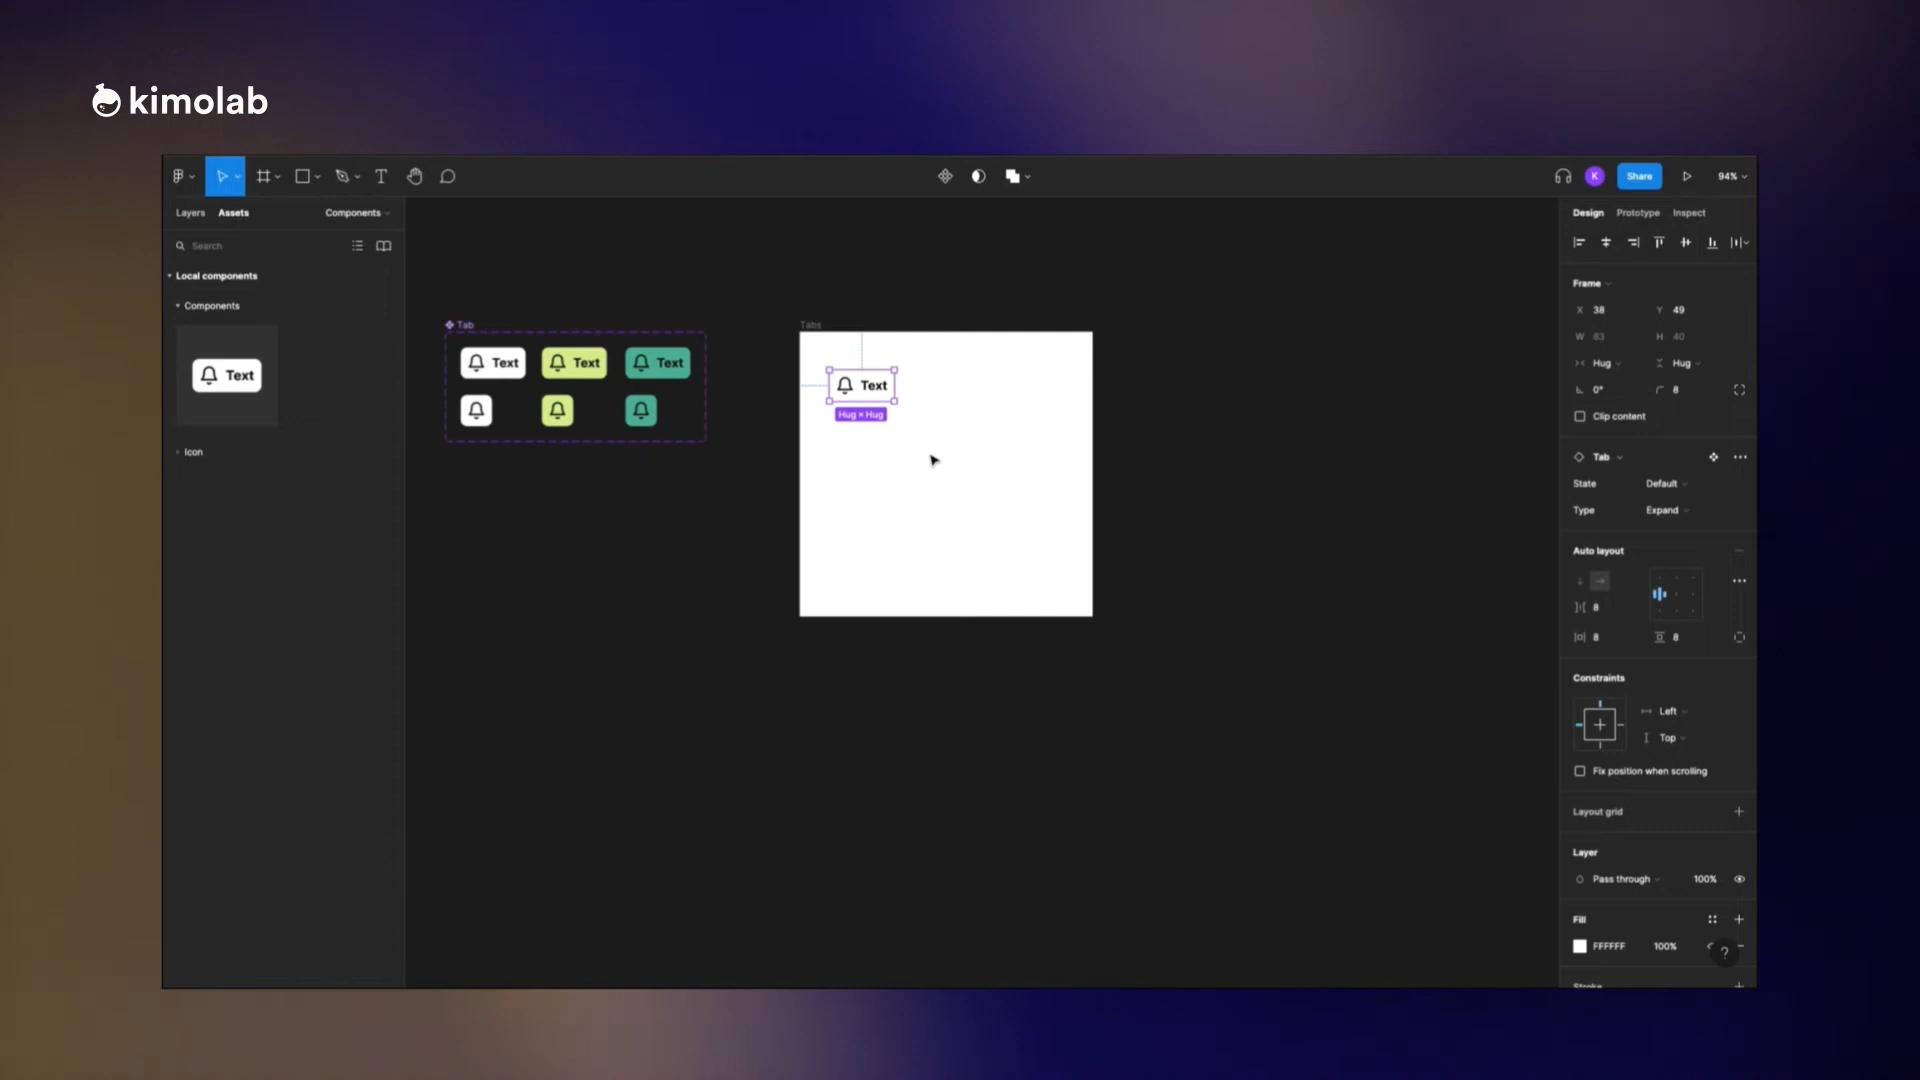 kimolab
K
Share
94%
Layers
Assets
Components
Search
Local components
Components
Text
Icon
Tab
Text
Text
Text
Tabs
Text
Hug × Hug
Design
Prototype
Inspect
Frame
X 38
Y 49
W 83
H 40
Hug
Hug
0°
8
Clip content
Tab
State
Default
Type
Expand
Auto layout
8
8
8
Constraints
Left
Top
Fix position when scrolling
Layout grid
Layer
Pass through
100%
Fill
FFFFFF
100%
?
Stroke